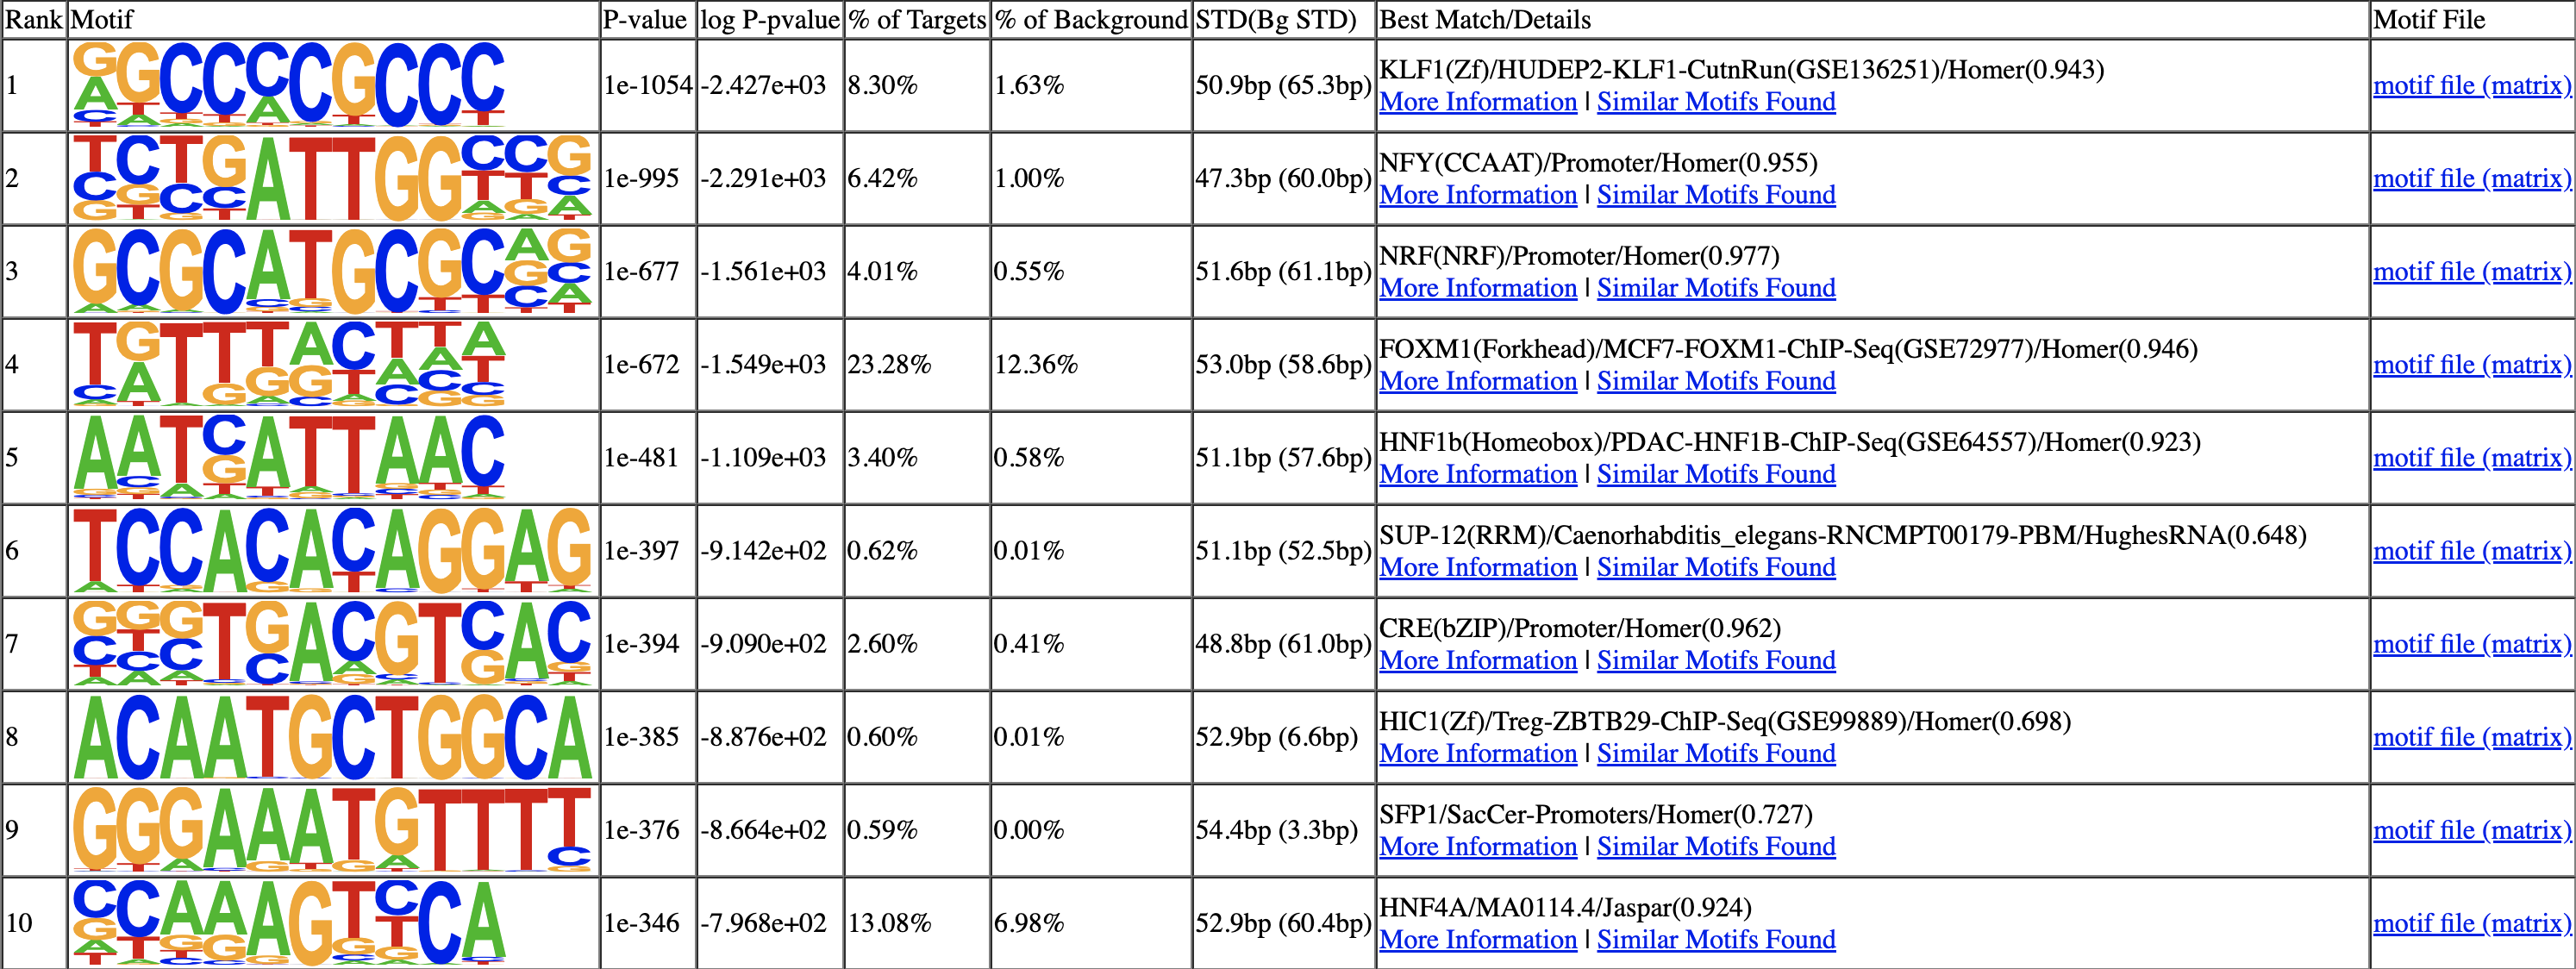 Rank Motif P-value log P-pvalue % of Targets % of Background STD(Bg STD) Best Match/Details Motif File
1 GGCCCCGCCC 1e-1054 -2.427e+03 8.30% 1.63% 50.9bp (65.3bp) KLF1(Zf)/HUDEP2-KLF1-CutnRun(GSE136251)/Homer(0.943) motif file (matrix)
More Information | Similar Motifs Found
2 TCTGATTGGCCG 1e-995 -2.291e+03 6.42% 1.00% 47.3bp (60.0bp) NFY(CCAAT)/Promoter/Homer(0.955) motif file (matrix)
More Information | Similar Motifs Found
3 GCGCATGCGCAG 1e-677 -1.561e+03 4.01% 0.55% 51.6bp (61.1bp) NRF(NRF)/Promoter/Homer(0.977) motif file (matrix)
More Information | Similar Motifs Found
4 TGTTTACTTA 1e-672 -1.549e+03 23.28% 12.36% 53.0bp (58.6bp) FOXM1(Forkhead)/MCF7-FOXM1-ChIP-Seq(GSE72977)/Homer(0.946) motif file (matrix)
More Information | Similar Motifs Found
5 AATCATTAAC 1e-481 -1.109e+03 3.40% 0.58% 51.1bp (57.6bp) HNF1b(Homeobox)/PDAC-HNF1B-ChIP-Seq(GSE64557)/Homer(0.923) motif file (matrix)
More Information | Similar Motifs Found
6 TCCACACAGGAG 1e-397 -9.142e+02 0.62% 0.01% 51.1bp (52.5bp) SUP-12(RRM)/Caenorhabditis_elegans-RNCMPT00179-PBM/HughesRNA(0.648) motif file (matrix)
More Information | Similar Motifs Found
7 GGGTGACGTCAC 1e-394 -9.090e+02 2.60% 0.41% 48.8bp (61.0bp) CRE(bZIP)/Promoter/Homer(0.962) motif file (matrix)
More Information | Similar Motifs Found
8 ACAATGCTGGCA 1e-385 -8.876e+02 0.60% 0.01% 52.9bp (6.6bp) HIC1(Zf)/Treg-ZBTB29-ChIP-Seq(GSE99889)/Homer(0.698) motif file (matrix)
More Information | Similar Motifs Found
9 GGGAAATGTTTT 1e-376 -8.664e+02 0.59% 0.00% 54.4bp (3.3bp) SFP1/SacCer-Promoters/Homer(0.727) motif file (matrix)
More Information | Similar Motifs Found
10 CCAAAGTCCA 1e-346 -7.968e+02 13.08% 6.98% 52.9bp (60.4bp) HNF4A/MA0114.4/Jaspar(0.924) motif file (matrix)
More Information | Similar Motifs Found